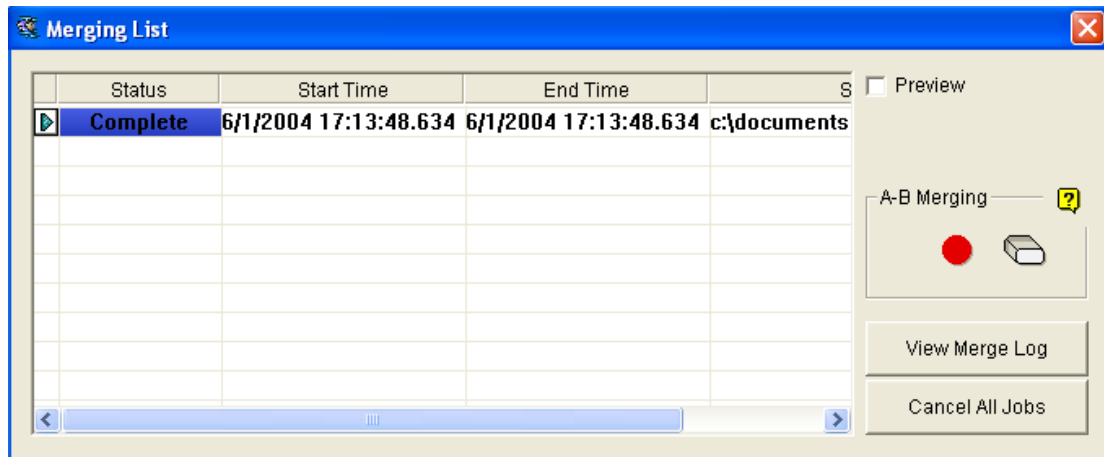 Merging List
Status Start Time End Time S
Preview
Complete 6/1/2004 17:13:48.634 6/1/2004 17:13:48.634 c:\documents
A-B Merging ?
View Merge Log
Cancel All Jobs